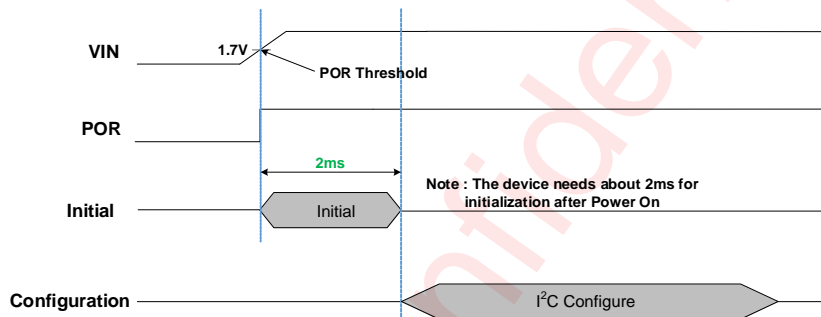 VIN
1.7V
POR Threshold
POR
2ms
Note : The device needs about 2ms for
initialization after Power On
Initial
Initial
Configuration
I²C Configure